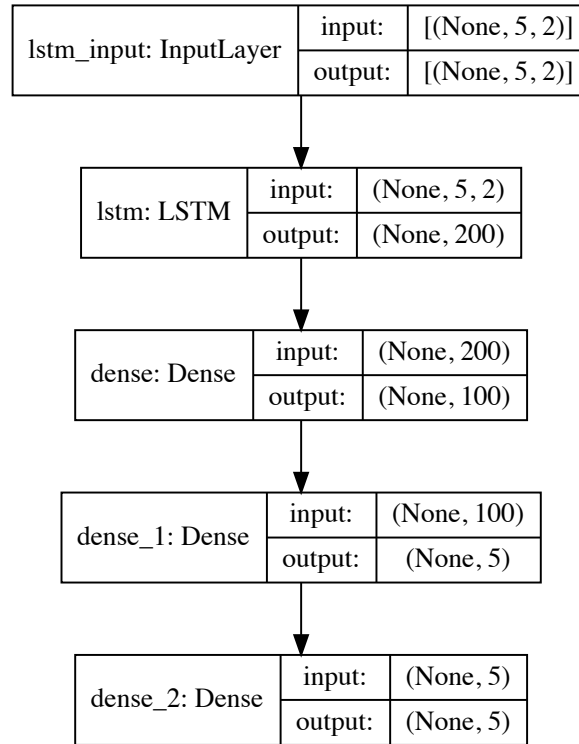 lstm_input: InputLayer
input: [(None, 5, 2)]
output: [(None, 5, 2)]
lstm: LSTM
input: (None, 5, 2)
output: (None, 200)
dense: Dense
input: (None, 200)
output: (None, 100)
dense_1: Dense
input: (None, 100)
output: (None, 5)
dense_2: Dense
input: (None, 5)
output: (None, 5)